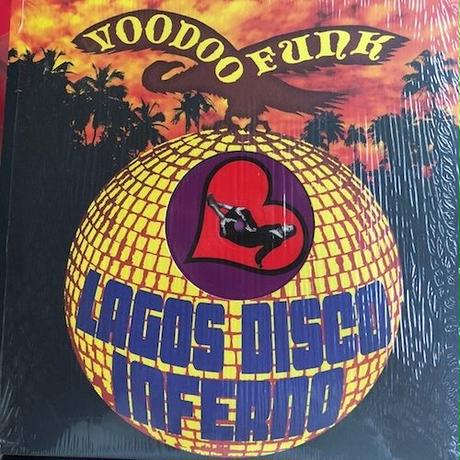 VOODOO FUNK
LAGOS DISCO
INFERNO